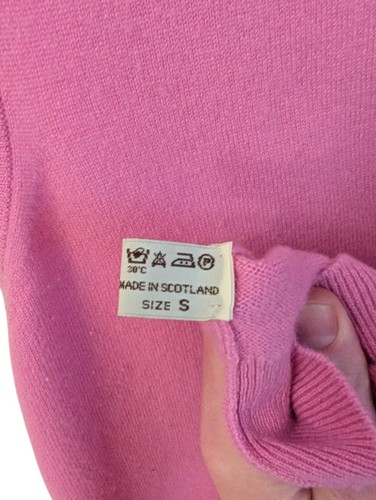 P
30°C
MADE IN SCOTLAND
SIZE S